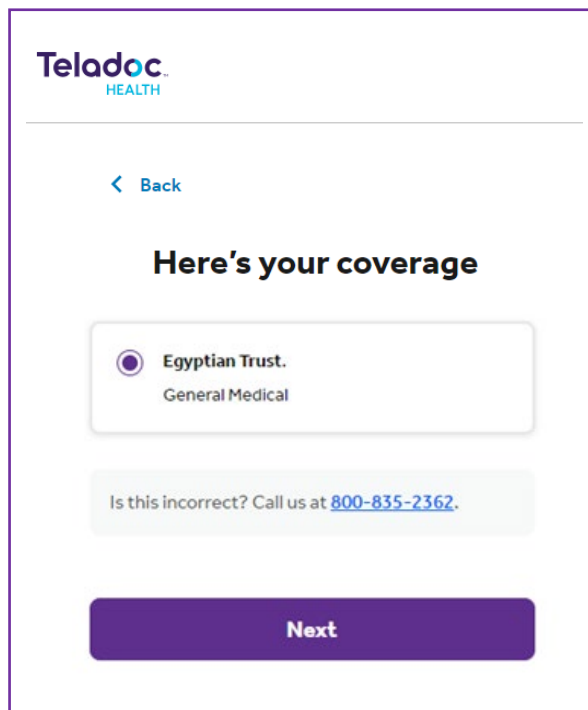 Teladoc™
HEALTH
Back
Here's your coverage
Egyptian Trust.
General Medical
Is this incorrect? Call us at 800-835-2362.
Next